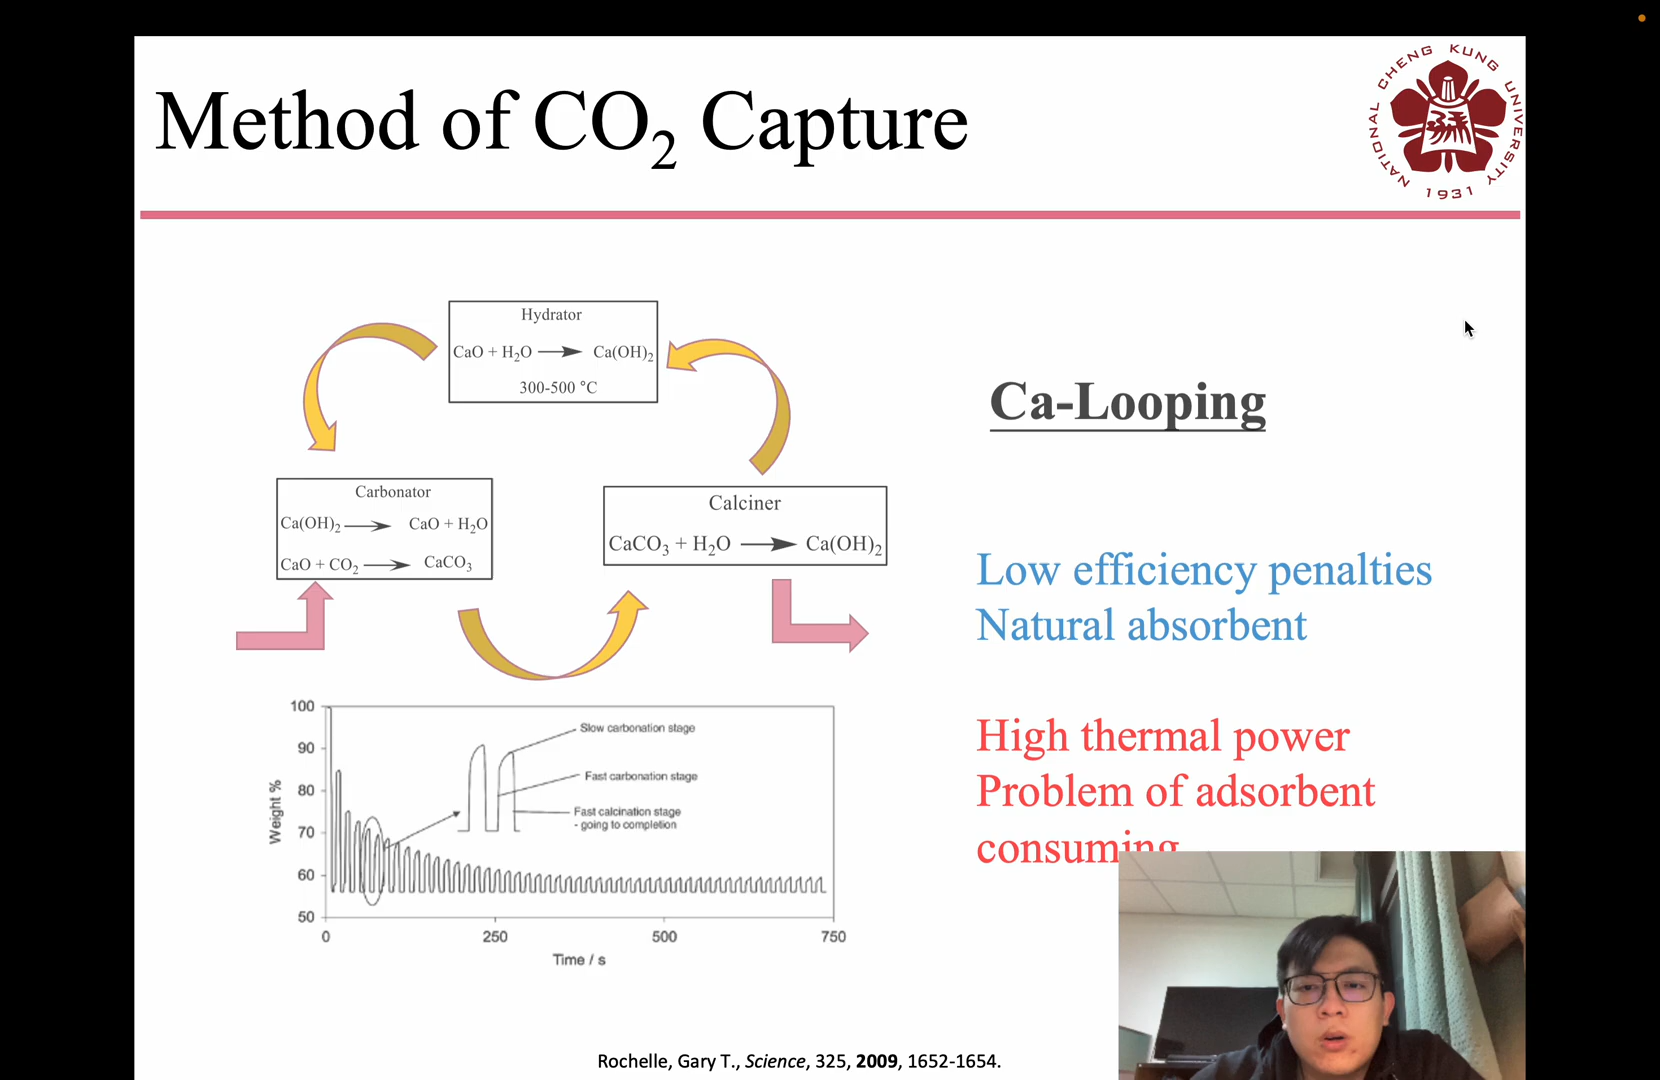 Method of CO₂ Capture
NATIONAL CHENG KUNG UNIVERSITY
1931
Hydrator
CaO + H₂O → Ca(OH)₂
300-500 °C
Carbonator
Ca(OH)₂ → CaO + H₂O
CaO + CO₂ → CaCO₃
Calciner
CaCO₃ + H₂O → Ca(OH)₂
Ca-Looping
Low efficiency penalties
Natural absorbent
High thermal power
Problem of adsorbent
consuming
Weight %
100
90
80
70
60
50
Slow carbonation stage
Fast carbonation stage
Fast calcination stage
- going to completion
0
250
500
750
Time / s
Rochelle, Gary T., Science, 325, 2009, 1652-1654.